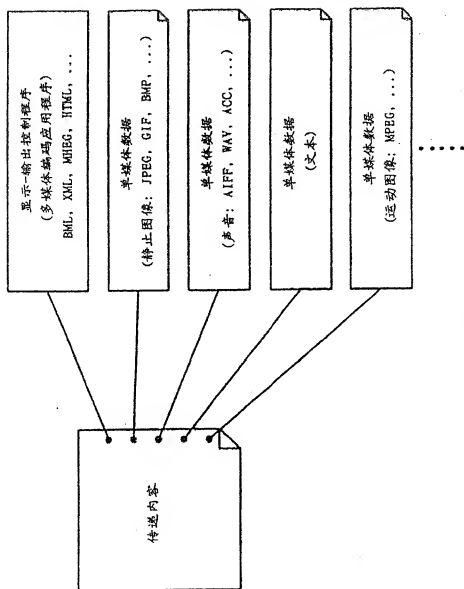 显示-输出控制程序
(多媒体编码应用程序)
BML, XML, MHEG, HTML, ...
单媒体数据
(静止图像: JPEG, GIF, BMP, ...)
单媒体数据
(声音: AIFF, WAV, ACC, ...)
单媒体数据
(文本)
单媒体数据
(运动图像: MPEG, ...)
传递内容